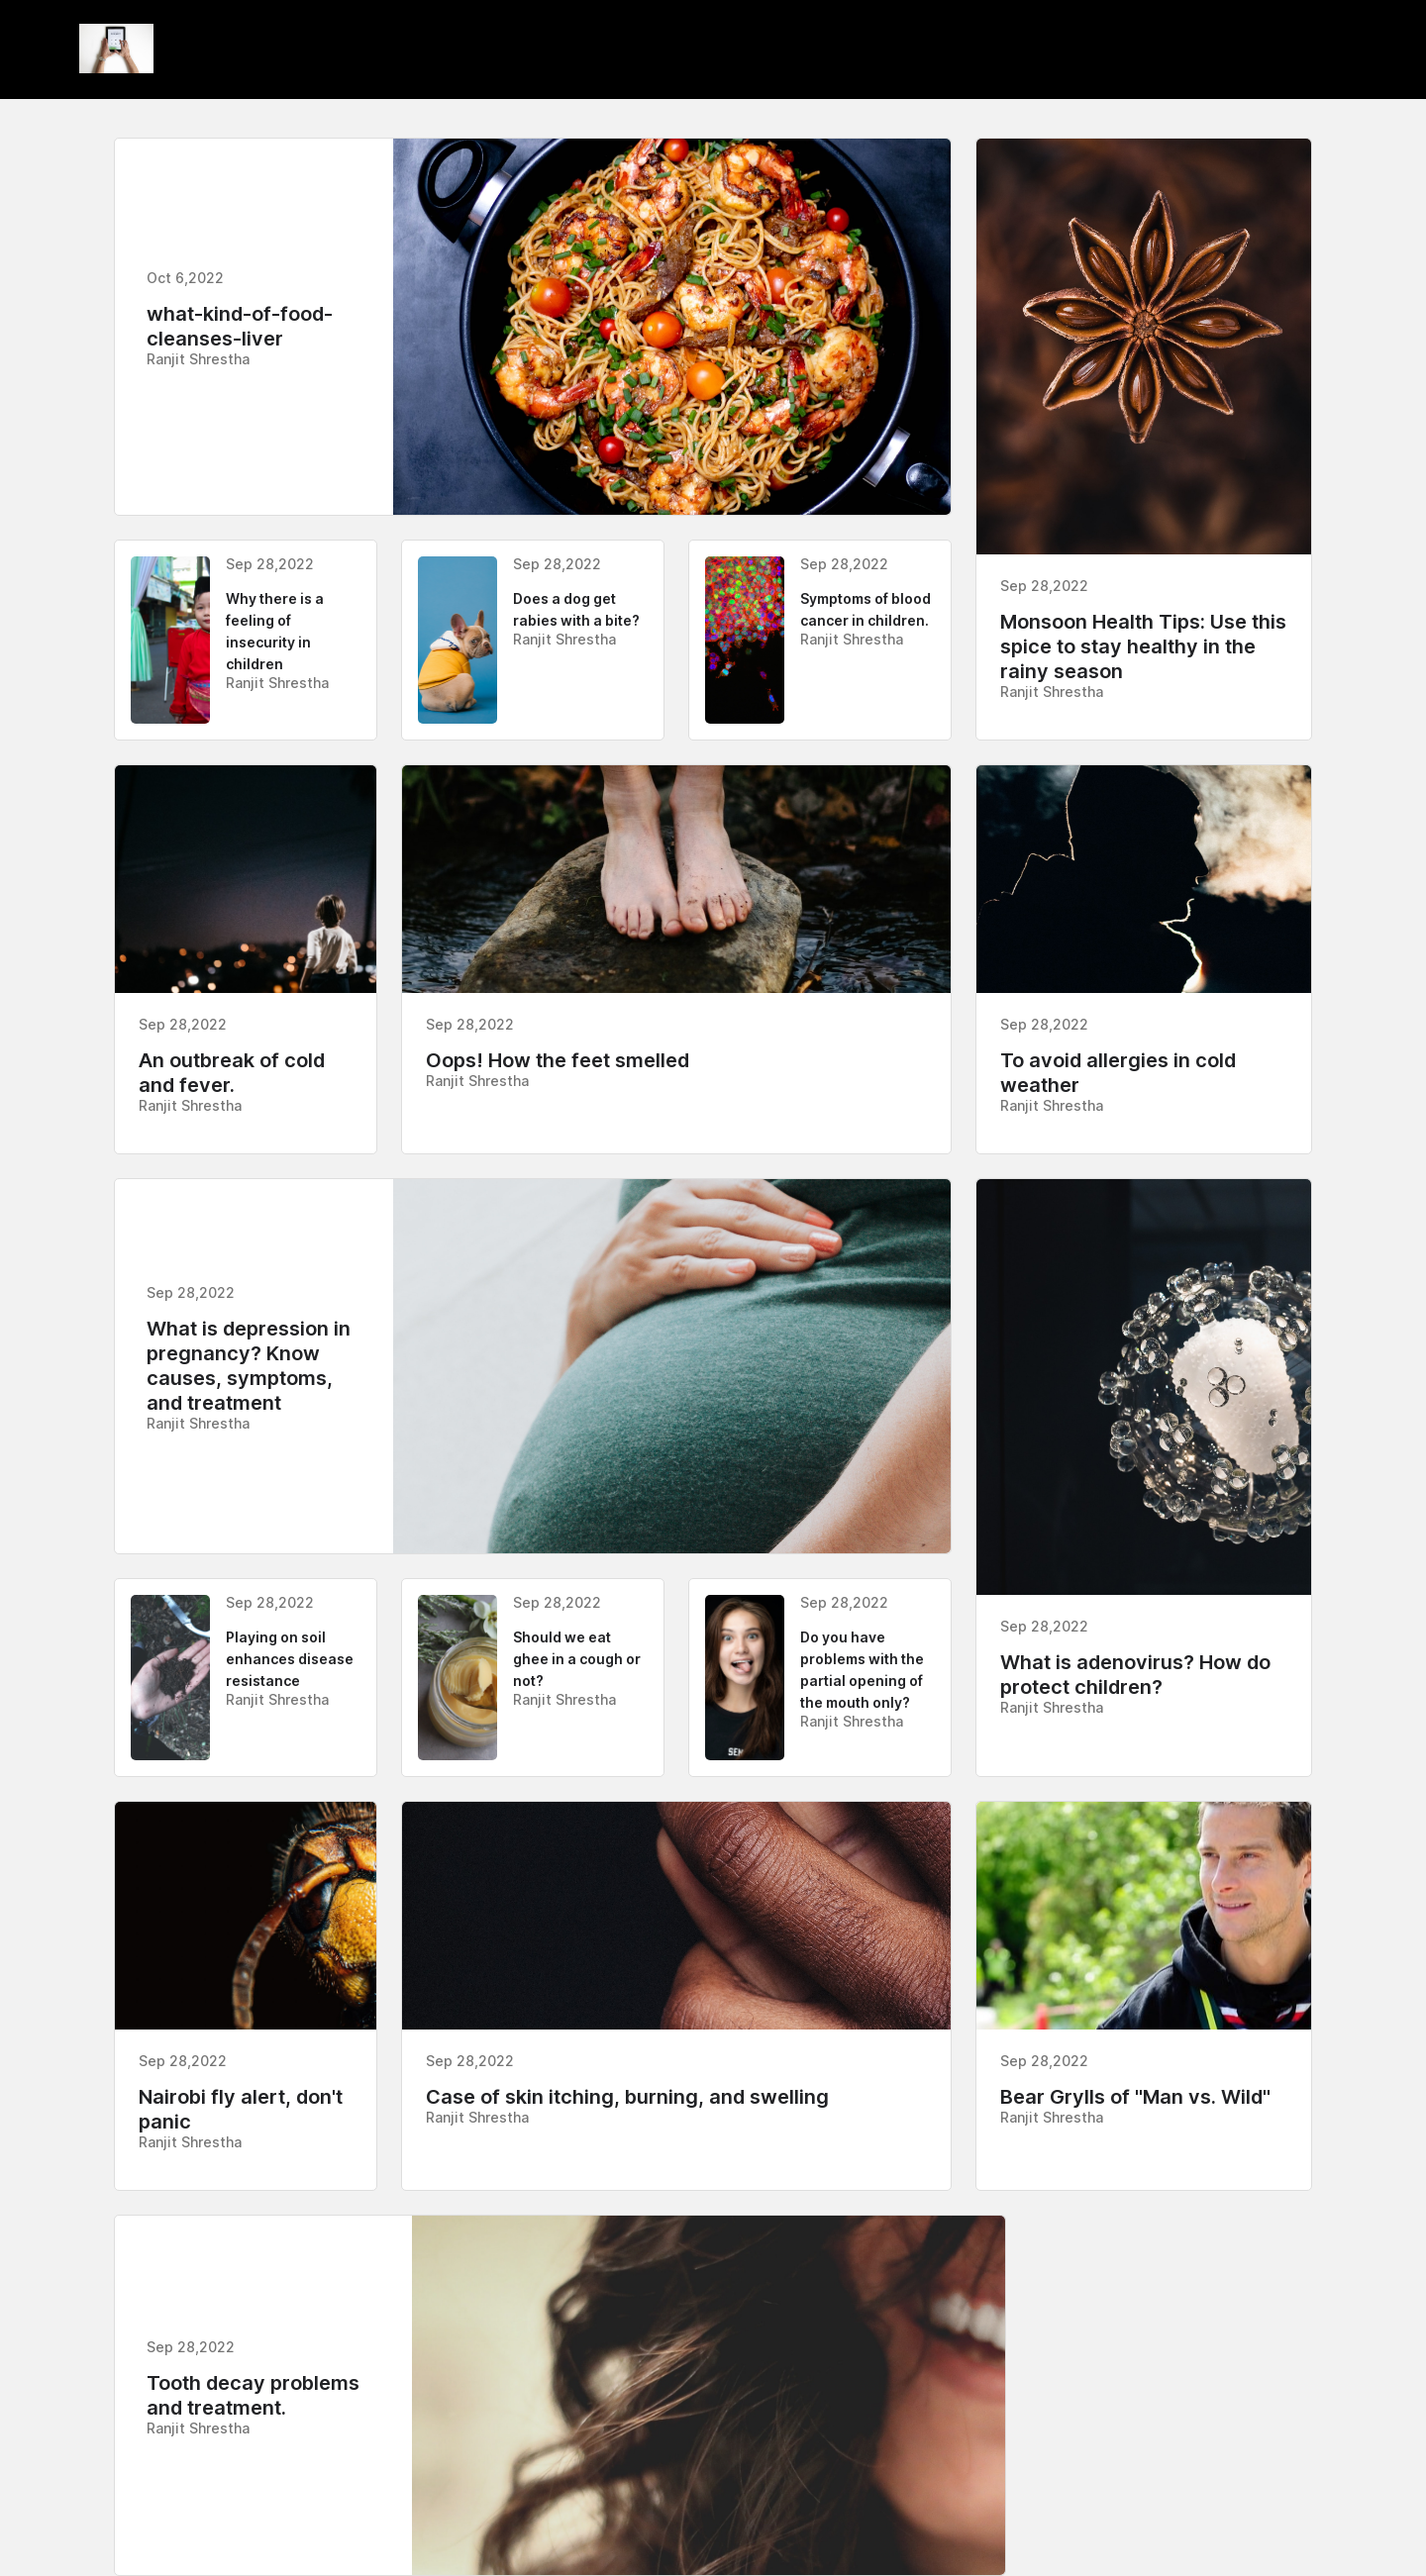 Oct 6,2022
what-kind-of-food-
cleanses-liver
Ranjit Shrestha
Sep 28,2022
Monsoon Health Tips: Use this
spice to stay healthy in the
rainy season
Ranjit Shrestha
Sep 28,2022
Why there is a
feeling of
insecurity in
children
Ranjit Shrestha
Sep 28,2022
Does a dog get
rabies with a bite?
Ranjit Shrestha
Sep 28,2022
Symptoms of blood
cancer in children.
Ranjit Shrestha
Sep 28,2022
An outbreak of cold
and fever.
Ranjit Shrestha
Sep 28,2022
Oops! How the feet smelled
Ranjit Shrestha
Sep 28,2022
To avoid allergies in cold
weather
Ranjit Shrestha
Sep 28,2022
What is depression in
pregnancy? Know
causes, symptoms,
and treatment
Ranjit Shrestha
Sep 28,2022
What is adenovirus? How do
protect children?
Ranjit Shrestha
Sep 28,2022
Playing on soil
enhances disease
resistance
Ranjit Shrestha
Sep 28,2022
Should we eat
ghee in a cough or
not?
Ranjit Shrestha
Sep 28,2022
Do you have
problems with the
partial opening of
the mouth only?
Ranjit Shrestha
Sep 28,2022
Nairobi fly alert, don't
panic
Ranjit Shrestha
Sep 28,2022
Case of skin itching, burning, and swelling
Ranjit Shrestha
Sep 28,2022
Bear Grylls of "Man vs. Wild"
Ranjit Shrestha
Sep 28,2022
Tooth decay problems
and treatment.
Ranjit Shrestha